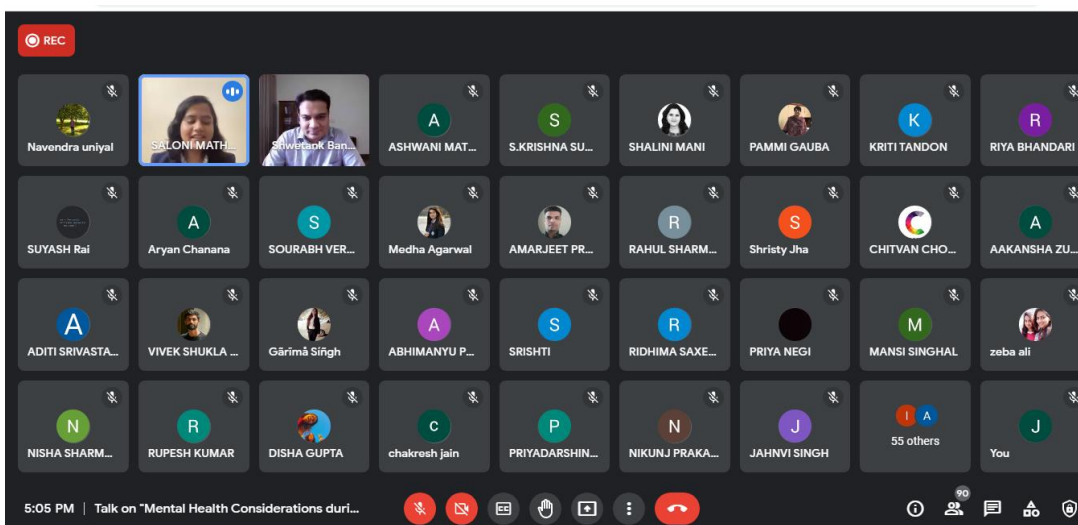 REC
Navendra uniyal
SALONI MATH...
Shwetank Ban...
A
ASHWANI MAT...
S
S.KRISHNA SU...
SHALINI MANI
PAMMI GAUBA
K
KRITI TANDON
R
RIYA BHANDARI
SUYASH Rai
A
Aryan Chanana
S
SOURABH VER...
Medha Agarwal
AMARJEET PR...
R
RAHUL SHARM...
S
Shristy Jha
CHITVAN CHO...
A
AAKANSHA ZU...
A
ADITI SRIVASTA...
VIVEK SHUKLA ...
Gãrïmå Síñgh
A
ABHIMANYU P...
S
SRISHTI
R
RIDHIMA SAXE...
PRIYA NEGI
M
MANSI SINGHAL
zeba ali
N
NISHA SHARM...
R
RUPESH KUMAR
DISHA GUPTA
c
chakresh jain
P
PRIYADARSHIN...
N
NIKUNJ PRAKA...
J
JAHNVI SINGH
I A
55 others
J
You
5:05 PM | Talk on "Mental Health Considerations duri...
CC
90